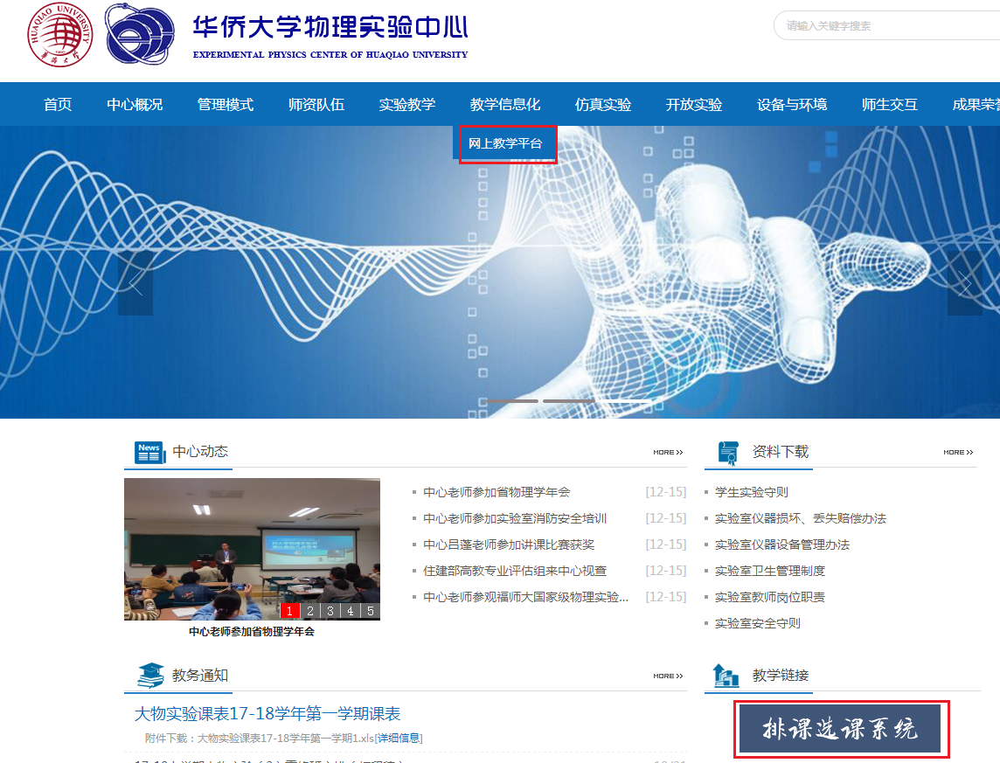 HUAQIAO UNIVERSITY
华侨大学物理实验中心
EXPERIMENTAL PHYSICS CENTER OF HUAQIAO UNIVERSITY
请输入关键字搜索
首页 中心概况 管理模式 师资队伍 实验教学 教学信息化 仿真实验 开放实验 设备与环境 师生交互 成果荣誉
网上教学平台
News 中心动态 MORE >>
中心老师参加省物理学年会 [12-15]
中心老师参加实验室消防安全培训 [12-15]
中心吕蓬老师参加讲课比赛获奖 [12-15]
住建部高教专业评估组来中心视查 [12-15]
中心老师参观福师大国家级物理实验... [12-15]
1 2 3 4 5
中心老师参加省物理学年会
资料下载 MORE >>
学生实验守则
实验室仪器损坏、丢失赔偿办法
实验室仪器设备管理办法
实验室卫生管理制度
实验室教师岗位职责
实验室安全守则
教务通知 MORE >>
大物实验课表17-18学年第一学期课表
附件下载：大物实验课表17-18学年第一学期1.xls[详细信息]
教学链接
排课选课系统